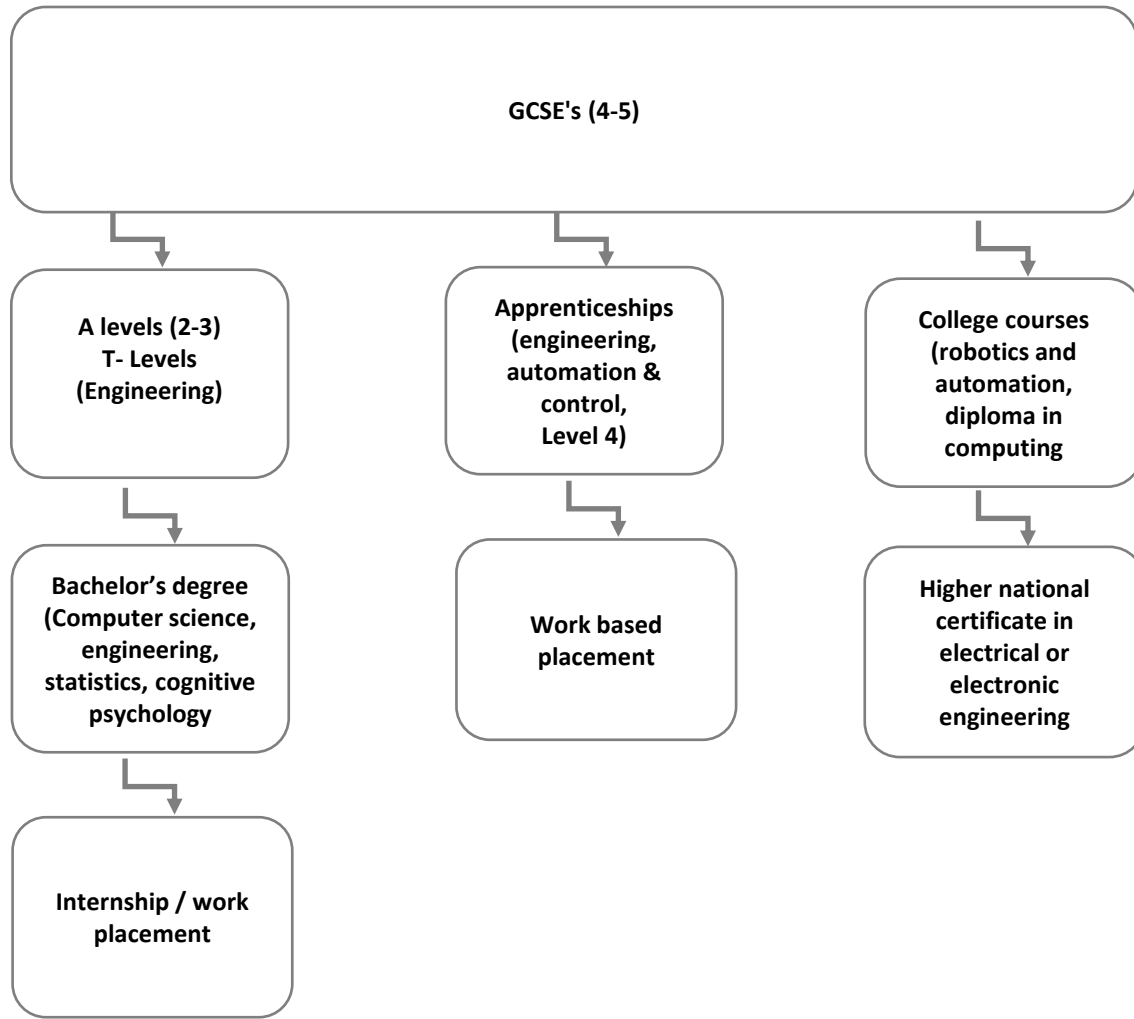 GCSE's (4-5)
A levels (2-3)
T- Levels
(Engineering)
Apprenticeships
(engineering,
automation &
control,
Level 4)
College courses
(robotics and
automation,
diploma in
computing
Bachelor’s degree
(Computer science,
engineering,
statistics, cognitive
psychology
Work based
placement
Higher national
certificate in
electrical or
electronic
engineering
Internship / work
placement